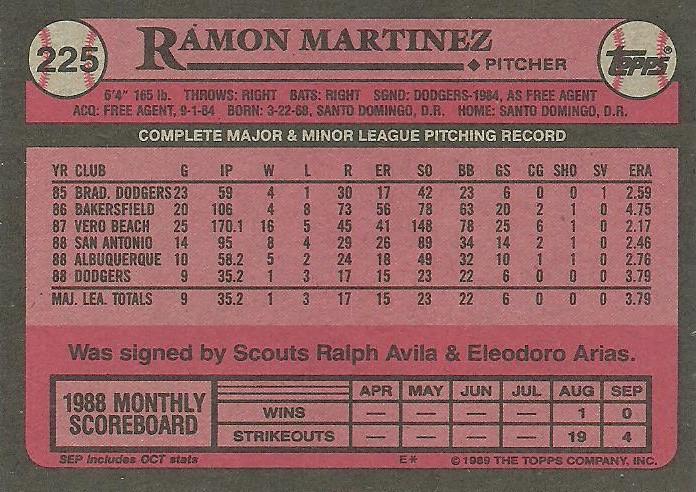 225
RÁMON MARTINEZ
PITCHER
TOPPS®
6'4" 165 lb. THROWS: RIGHT BATS: RIGHT SGND: DODGERS-1984, AS FREE AGENT
ACQ: FREE AGENT, 9-1-84 BORN: 3-22-68, SANTO DOMINGO, D.R. HOME: SANTO DOMINGO, D.R.
COMPLETE MAJOR & MINOR LEAGUE PITCHING RECORD
YR CLUB G IP W L R ER SO BB GS CG SHO SV ERA
85 BRAD. DODGERS 23 59 4 1 30 17 42 23 6 0 0 1 2.59
86 BAKERSFIELD 20 106 4 8 73 56 78 63 20 2 1 0 4.75
87 VERO BEACH 25 170.1 16 5 45 41 148 78 25 6 1 0 2.17
88 SAN ANTONIO 14 95 8 4 29 26 89 34 14 2 1 0 2.46
88 ALBUQUERQUE 10 58.2 5 2 24 18 49 32 10 1 1 0 2.76
88 DODGERS 9 35.2 1 3 17 15 23 22 6 0 0 0 3.79
MAJ. LEA. TOTALS 9 35.2 1 3 17 15 23 22 6 0 0 0 3.79
Was signed by Scouts Ralph Avila & Eleodoro Arias.
1988 MONTHLY SCOREBOARD
APR MAY JUN JUL AUG SEP
WINS — — — — 1 0
STRIKEOUTS — — — — 19 4
SEP includes OCT stats
E* © 1989 THE TOPPS COMPANY, INC.